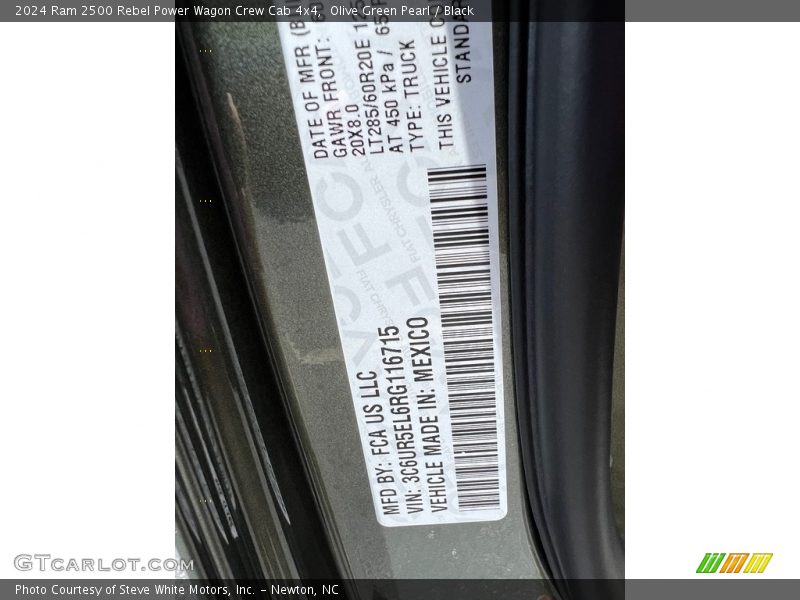 2024 Ram 2500 Rebel Power Wagon Crew Cab 4x4, Olive Green Pearl / Black
DATE OF MFR
GAWR FRONT:
20X8.0
LT285/60R20E
AT 450 kPa /
TYPE: TRUCK
THIS VEHICLE
STANDA
MFD BY: FCA US LLC
VIN: 3C6UR5EL6RG116715
VEHICLE MADE IN: MEXICO
GTCARLOT.COM
Photo Courtesy of Steve White Motors, Inc. – Newton, NC